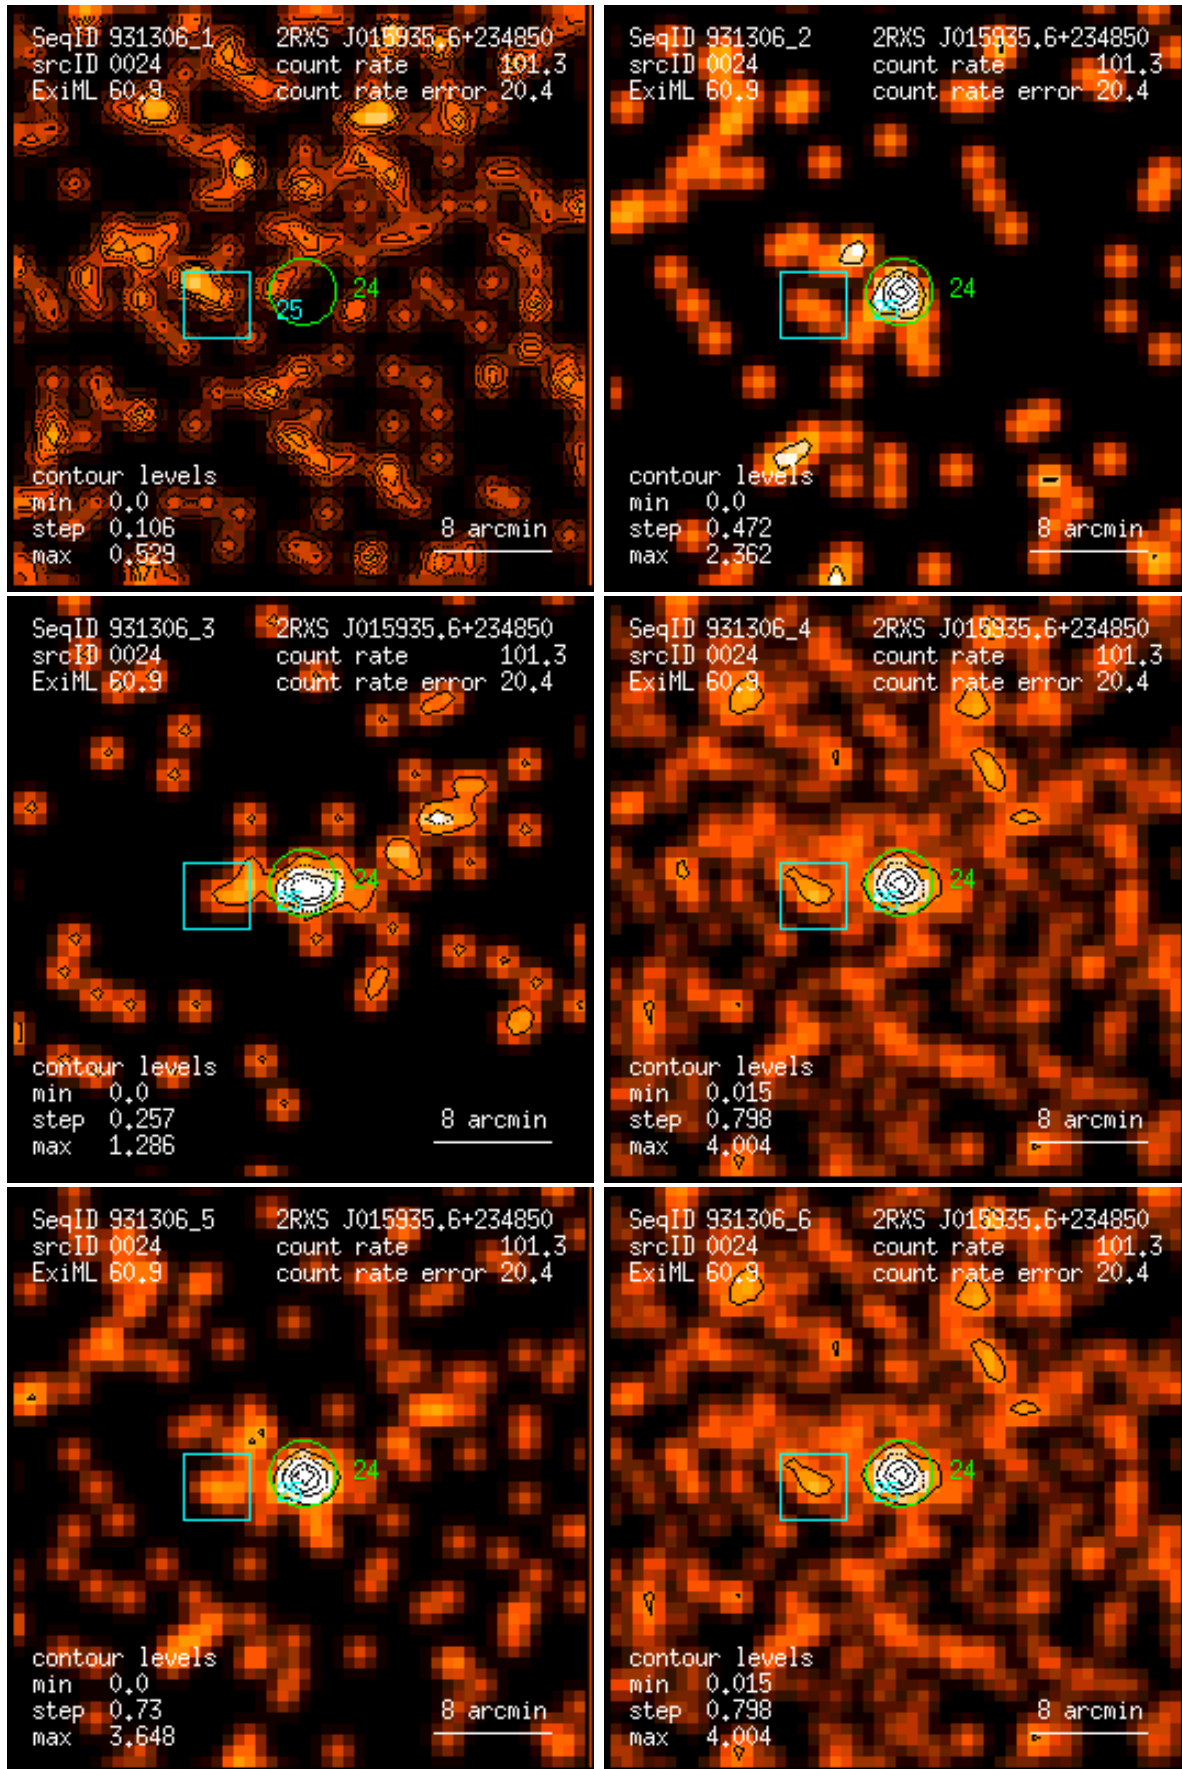 SeqID 931306_1 2RXS J015935.6+234850
srcID 0024 count rate 101.3
ExiML 60.9 count rate error 20.4
24
25
contour levels
min 0.0
step 0.106 8 arcmin
max 0.529
SeqID 931306_2 2RXS J015935.6+234850
srcID 0024 count rate 101.3
ExiML 60.9 count rate error 20.4
24
25
contour levels
min 0.0
step 0.472 8 arcmin
max 2.362
SeqID 931306_3 2RXS J015935.6+234850
srcID 0024 count rate 101.3
ExiML 60.9 count rate error 20.4
24
25
contour levels
min 0.0
step 0.257 8 arcmin
max 1.286
SeqID 931306_4 2RXS J015935.6+234850
srcID 0024 count rate 101.3
ExiML 60.9 count rate error 20.4
24
25
contour levels
min 0.015
step 0.798 8 arcmin
max 4.004
SeqID 931306_5 2RXS J015935.6+234850
srcID 0024 count rate 101.3
ExiML 60.9 count rate error 20.4
24
25
contour levels
min 0.0
step 0.73 8 arcmin
max 3.648
SeqID 931306_6 2RXS J015935.6+234850
srcID 0024 count rate 101.3
ExiML 60.9 count rate error 20.4
24
25
contour levels
min 0.015
step 0.798 8 arcmin
max 4.004